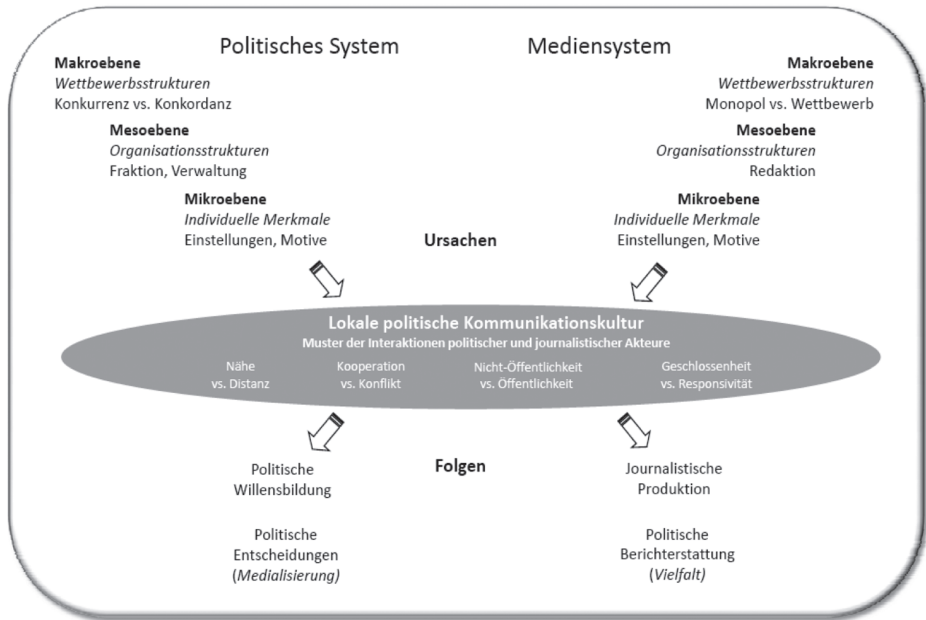 Politisches System
Mediensystem
Makroebene
Wettbewerbsstrukturen
Konkurrenz vs. Konkordanz
Makroebene
Wettbewerbsstrukturen
Monopol vs. Wettbewerb
Mesoebene
Organisationsstrukturen
Fraktion, Verwaltung
Mesoebene
Organisationsstrukturen
Redaktion
Mikroebene
Individuelle Merkmale
Einstellungen, Motive
Mikroebene
Individuelle Merkmale
Einstellungen, Motive
Ursachen
Lokale politische Kommunikationskultur
Muster der Interaktionen politischer und journalistischer Akteure
Nähe
vs. Distanz
Kooperation
vs. Konflikt
Nicht-Öffentlichkeit
vs. Öffentlichkeit
Geschlossenheit
vs. Responsivität
Folgen
Politische
Willensbildung
Journalistische
Produktion
Politische
Entscheidungen
(Medialisierung)
Politische
Berichterstattung
(Vielfalt)